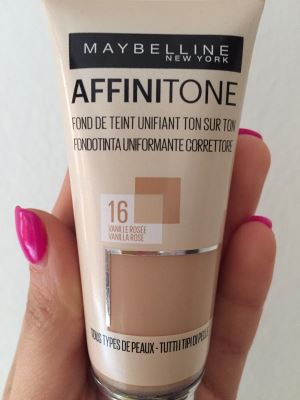 MAYBELLINE
NEW YORK
AFFINITONE
FOND DE TEINT UNIFIANT TON SUR TON
FONDOTINTA UNIFORMANTE CORRETTORE
16
VANILLE ROSÉE
VANILLA ROSE
TOUS TYPES DE PEAUX - TUTTI I TIPI DI PELLE